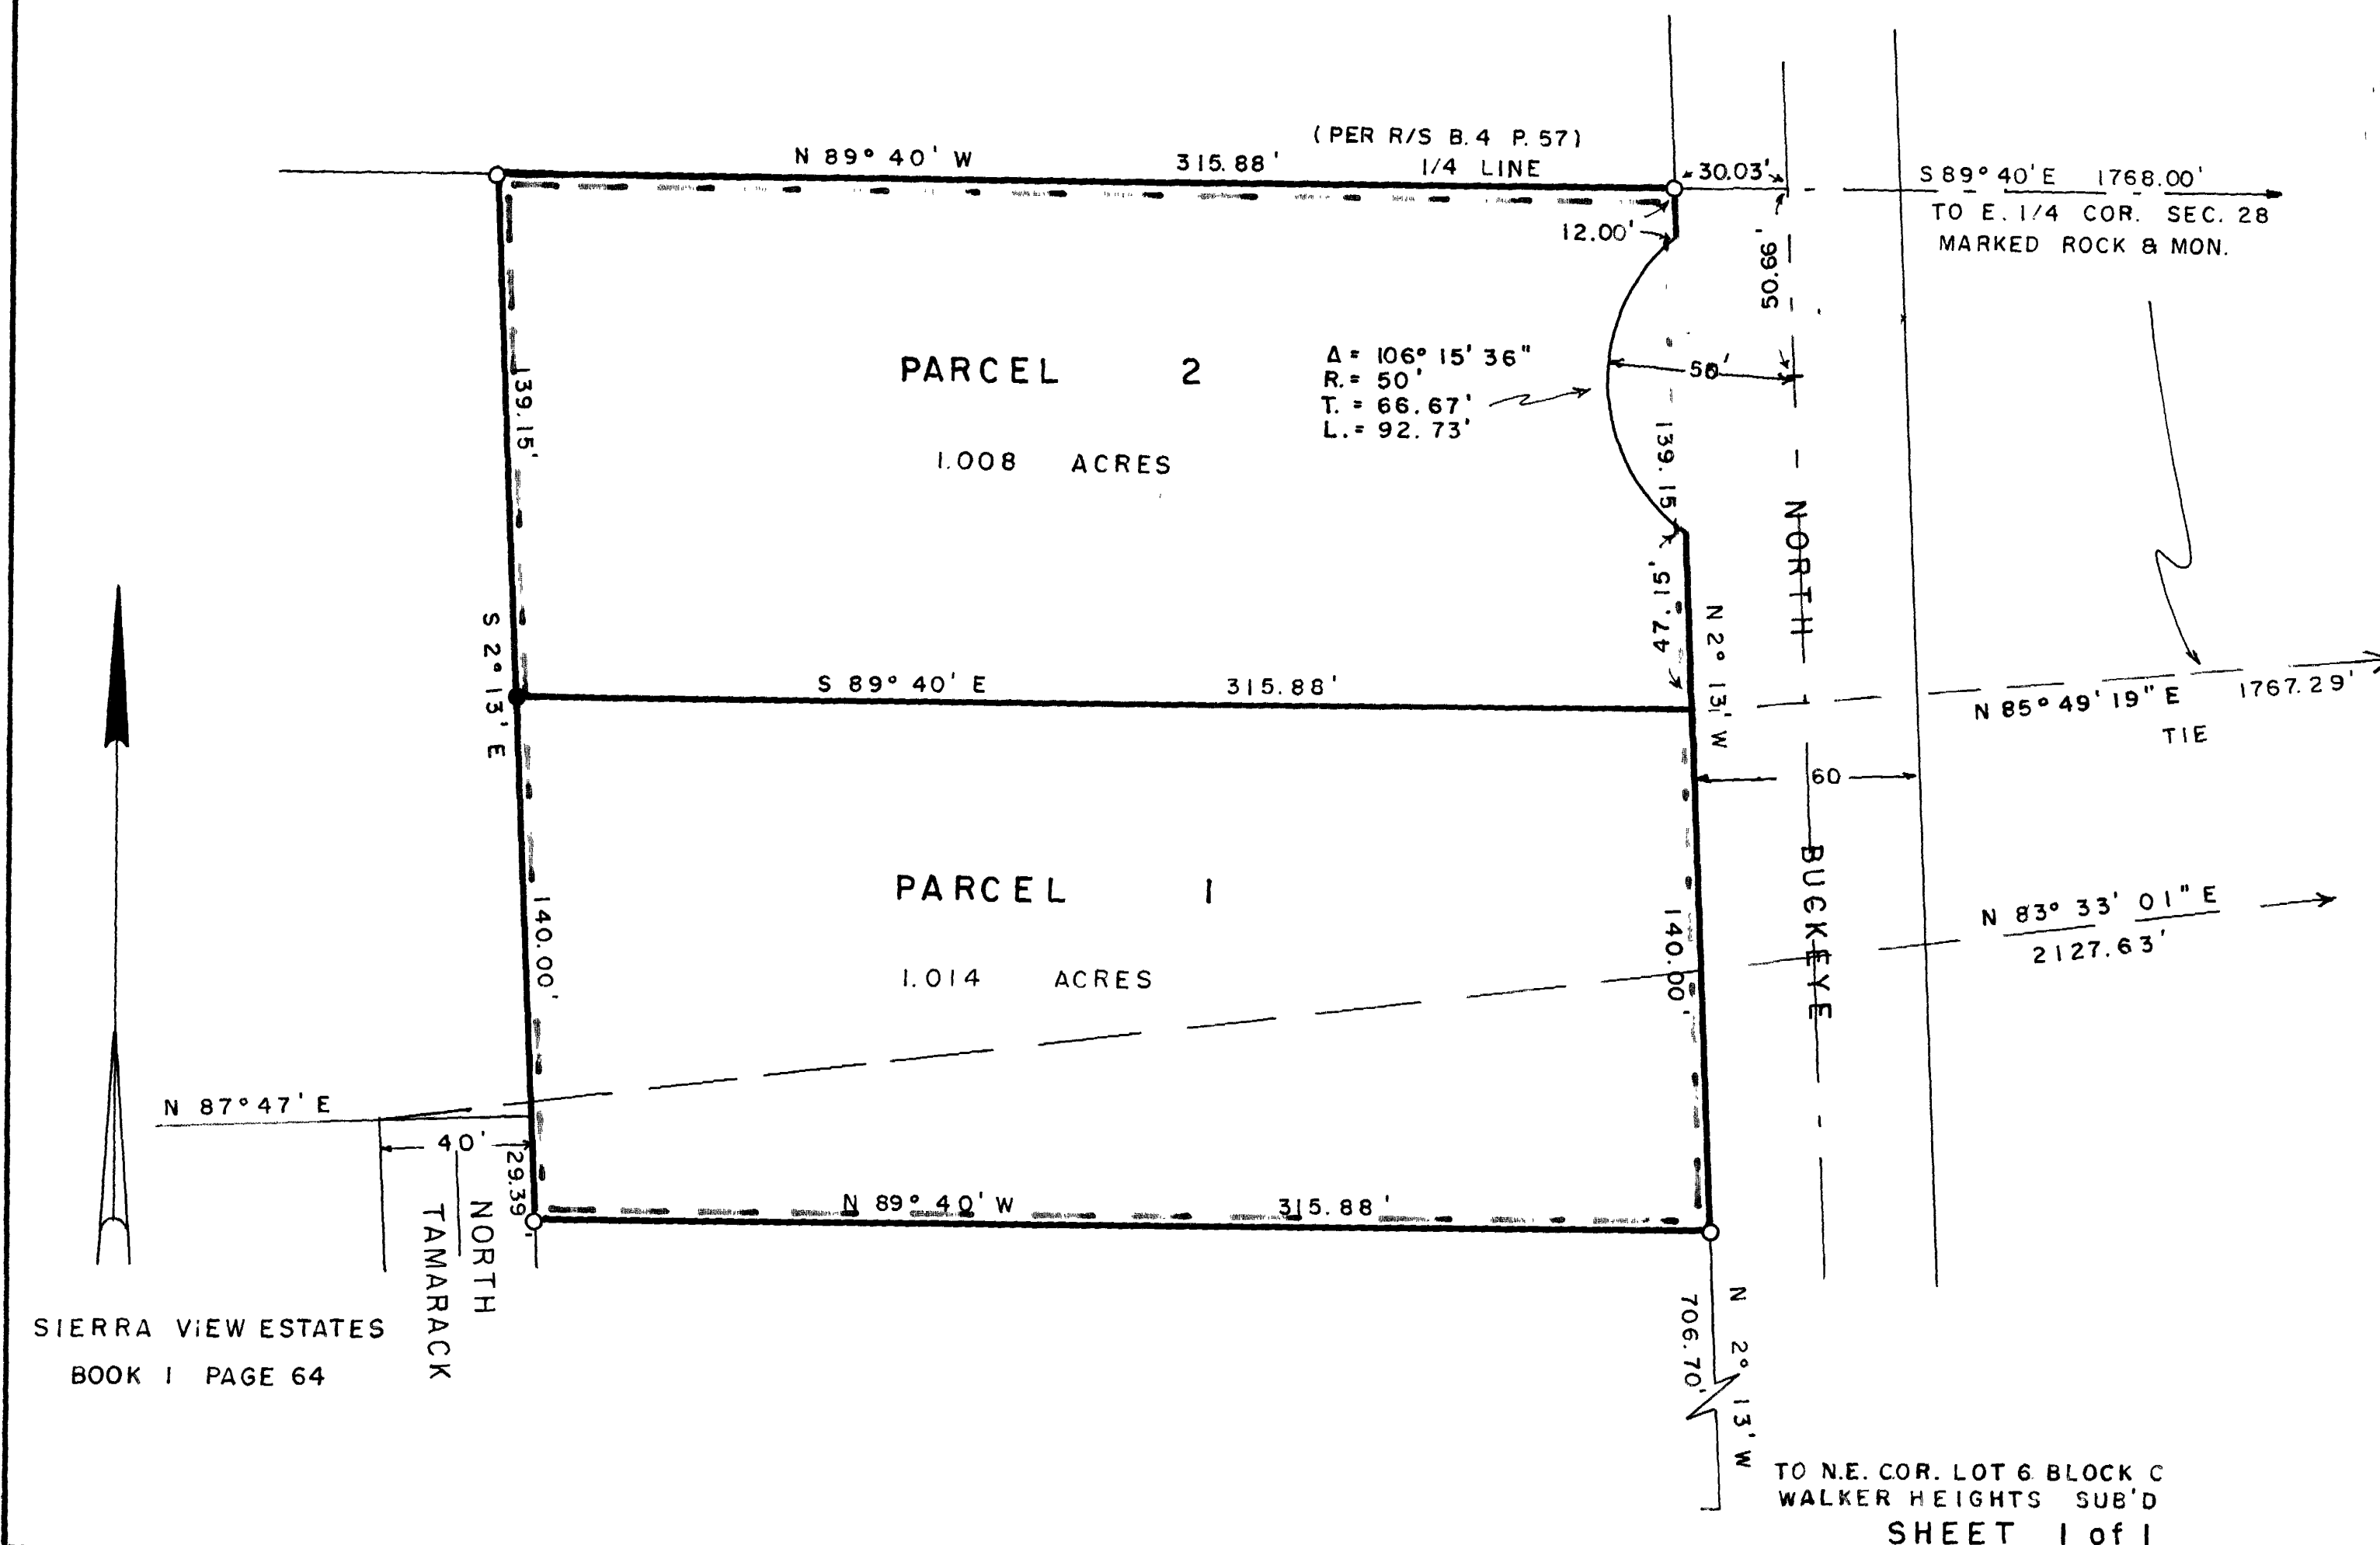 (PER R/S B.4 P. 57)
N 89° 40' W 315.88' 1/4 LINE
30.03'
S 89° 40' E 1768.00'
TO E. 1/4 COR. SEC. 28
MARKED ROCK & MON.
12.00'
50.99'
139.15'
PARCEL 2
1.008 ACRES
Δ = 106° 15' 36"
R. = 50'
T. = 66.67'
L. = 92.73'
50'
139.15
47.15'
S 2° 13' E
N 2° 13' W
NORTH BUCKEYE
S 89° 40' E 315.88'
N 85° 49' 19" E 1767.29'
TIE
60
PARCEL 1
1.014 ACRES
140.00'
140.00'
N 83° 33' 01" E
2127.63'
N 87° 47' E
40'
29.39'
N 89° 40' W 315.88'
NORTH
TAMARACK
SIERRA VIEW ESTATES
BOOK 1 PAGE 64
706.70'
N 2° 13' W
TO N.E. COR. LOT 6 BLOCK C
WALKER HEIGHTS SUB'D
SHEET 1 of 1